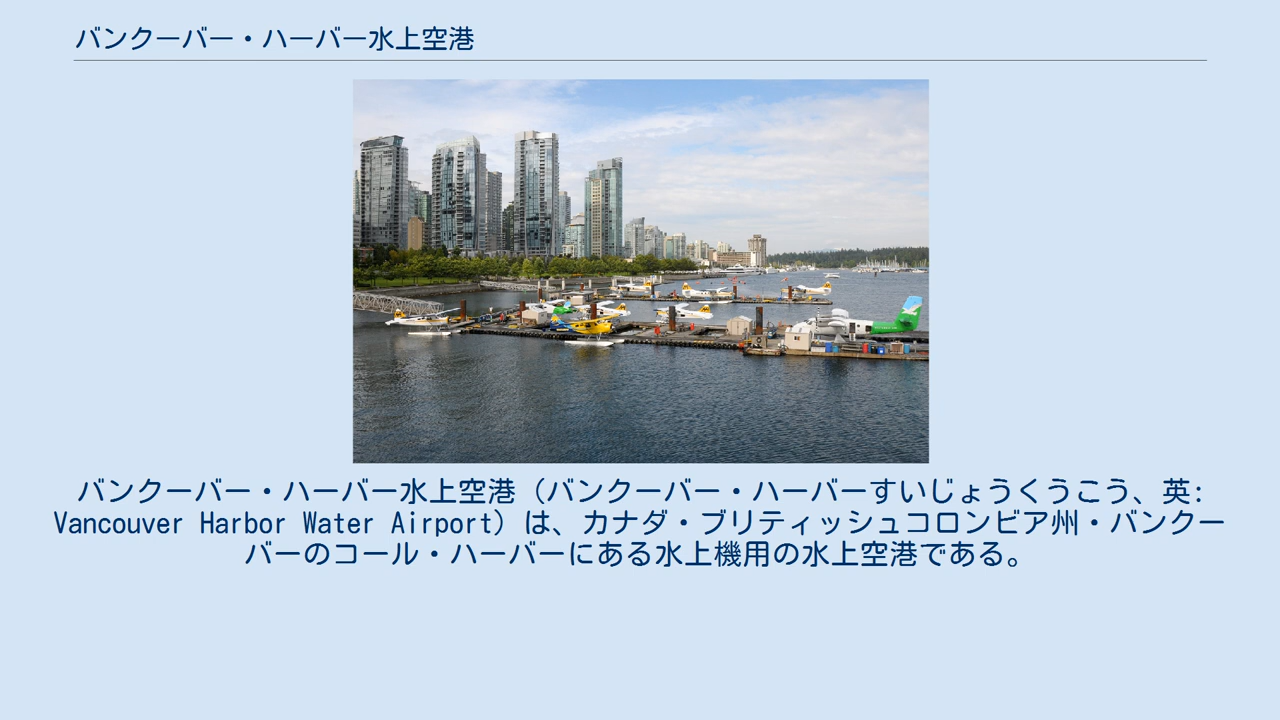 バンクーバー・ハーバー水上空港
バンクーバー・ハーバー水上空港（バンクーバー・ハーバーすいじょうくうこう、英:
Vancouver Harbor Water Airport）は、カナダ・ブリティッシュコロンビア州・バンクー
バーのコール・ハーバーにある水上機用の水上空港である。